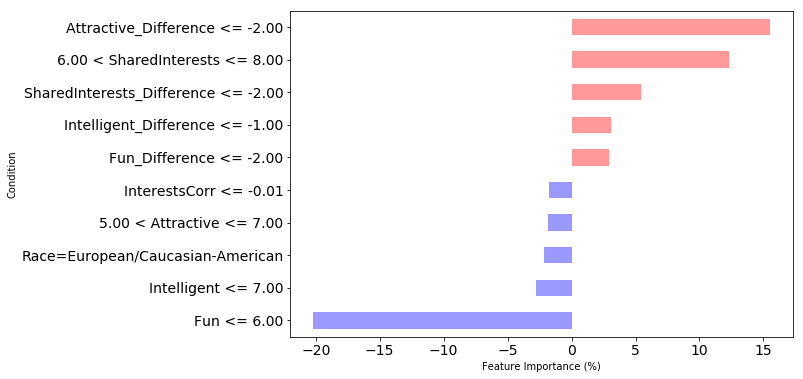 Attractive_Difference <= -2.00
6.00 < SharedInterests <= 8.00
SharedInterests_Difference <= -2.00
Intelligent_Difference <= -1.00
Fun_Difference <= -2.00
InterestsCorr <= -0.01
5.00 < Attractive <= 7.00
Race=European/Caucasian-American
Intelligent <= 7.00
Fun <= 6.00
Condition
−20 −15 −10 −5 0 5 10 15
Feature Importance (%)